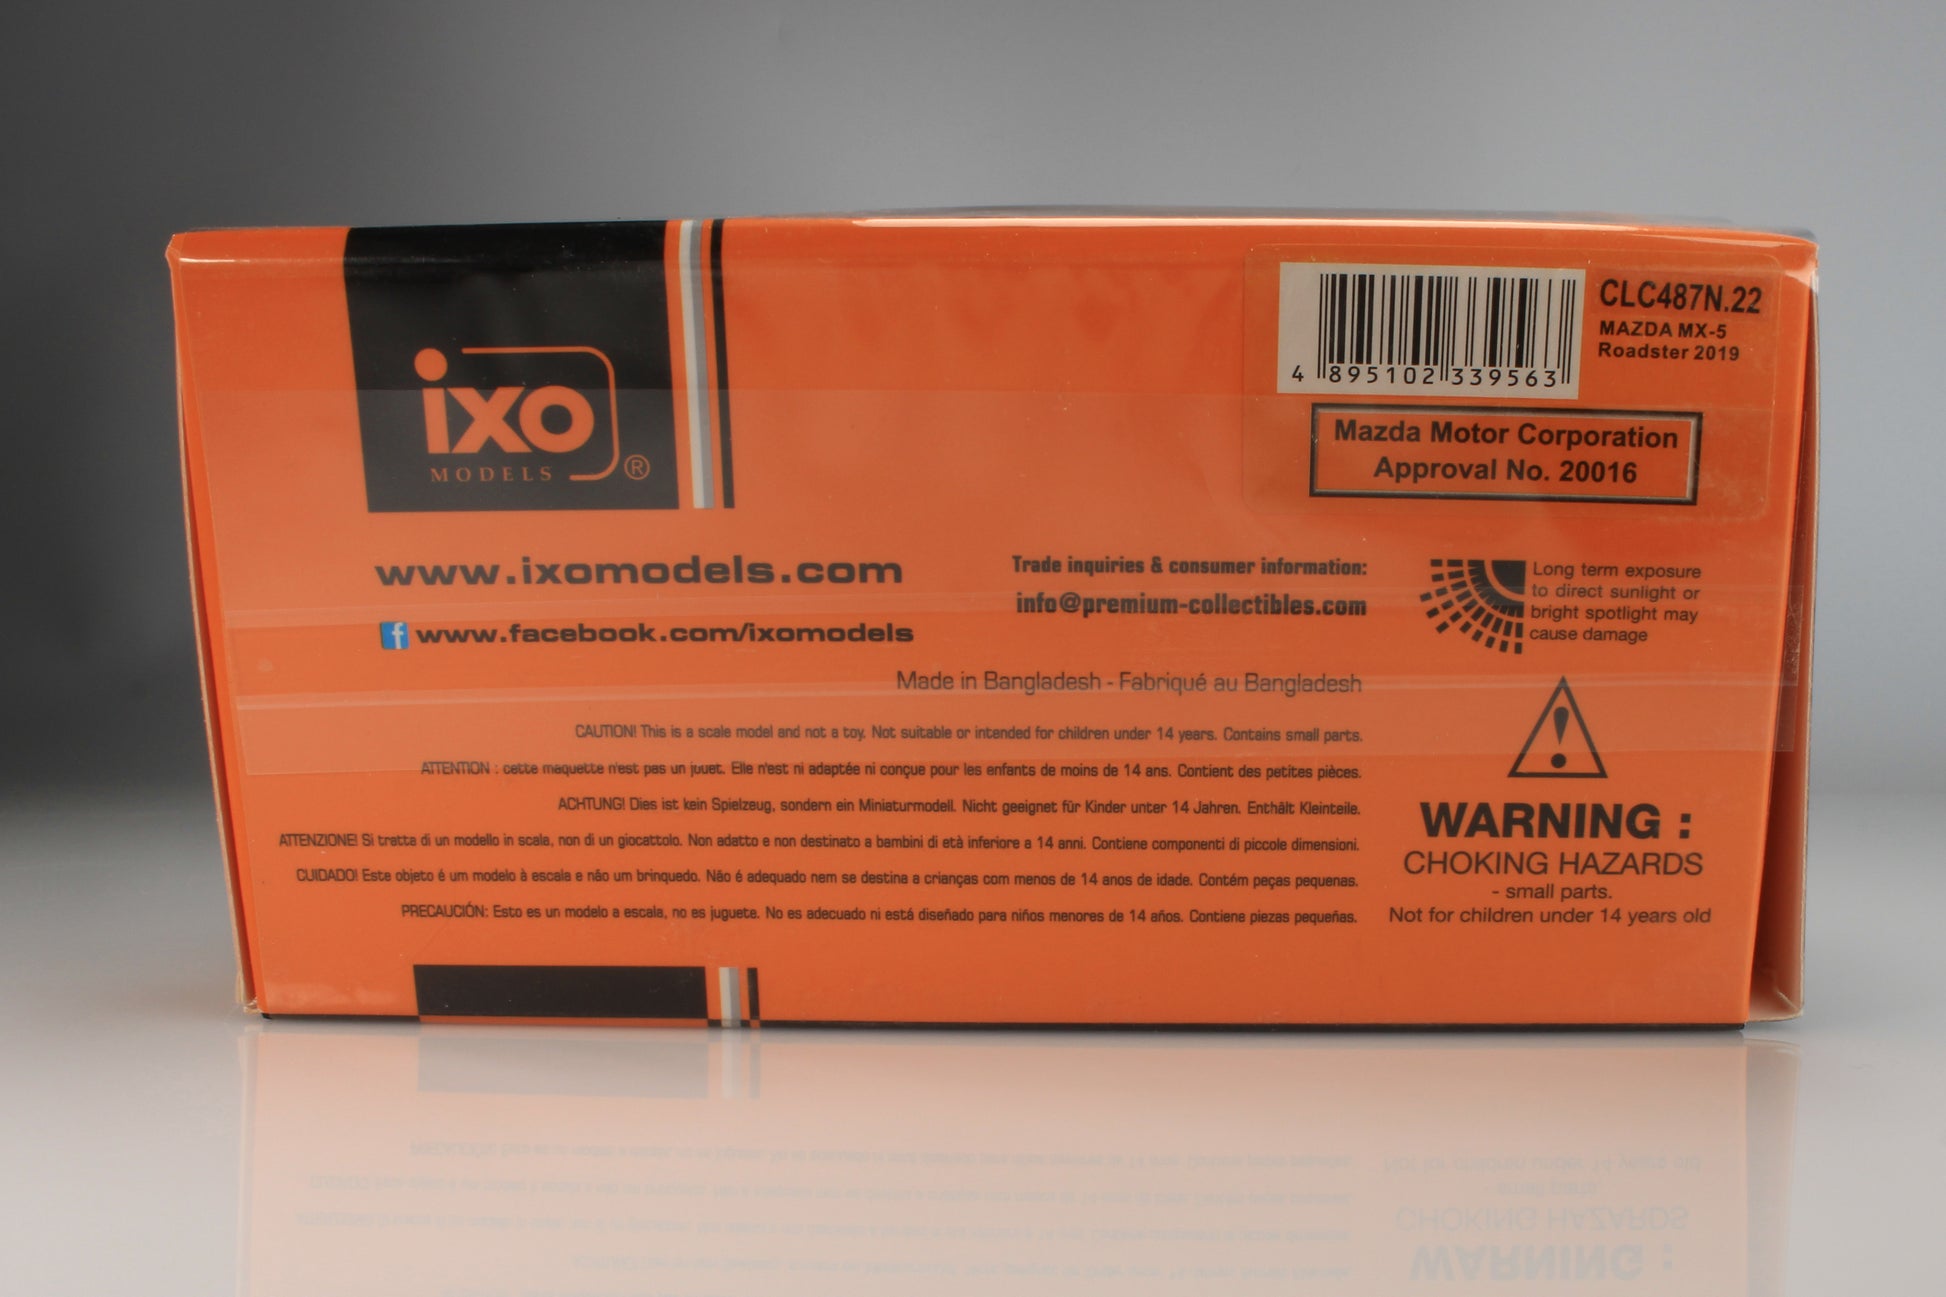 ixo
MODELS ®
4 895102 339563
CLC487N.22
MAZDA MX-5
Roadster 2019
Mazda Motor Corporation
Approval No. 20016
www.ixomodels.com
f www.facebook.com/ixomodels
Trade inquiries & consumer information:
info@premium-collectibles.com
Long term exposure
to direct sunlight or
bright spotlight may
cause damage
Made in Bangladesh - Fabriqué au Bangladesh
CAUTION! This is a scale model and not a toy. Not suitable or intended for children under 14 years. Contains small parts.
ATTENTION : cette maquette n'est pas un jouet. Elle n'est ni adaptée ni conçue pour les enfants de moins de 14 ans. Contient des petites pièces.
ACHTUNG! Dies ist kein Spielzeug, sondern ein Miniaturmodell. Nicht geeignet für Kinder unter 14 Jahren. Enthält Kleinteile.
ATTENZIONE! Si tratta di un modello in scala, non di un giocattolo. Non adatto e non destinato a bambini di età inferiore a 14 anni. Contiene componenti di piccole dimensioni.
CUIDADO! Este objeto é um modelo à escala e não um brinquedo. Não é adequado nem se destina a crianças com menos de 14 anos de idade. Contém peças pequenas.
PRECAUCIÓN: Esto es un modelo a escala, no es juguete. No es adecuado ni está diseñado para niños menores de 14 años. Contiene piezas pequeñas.
!
WARNING :
CHOKING HAZARDS
- small parts.
Not for children under 14 years old